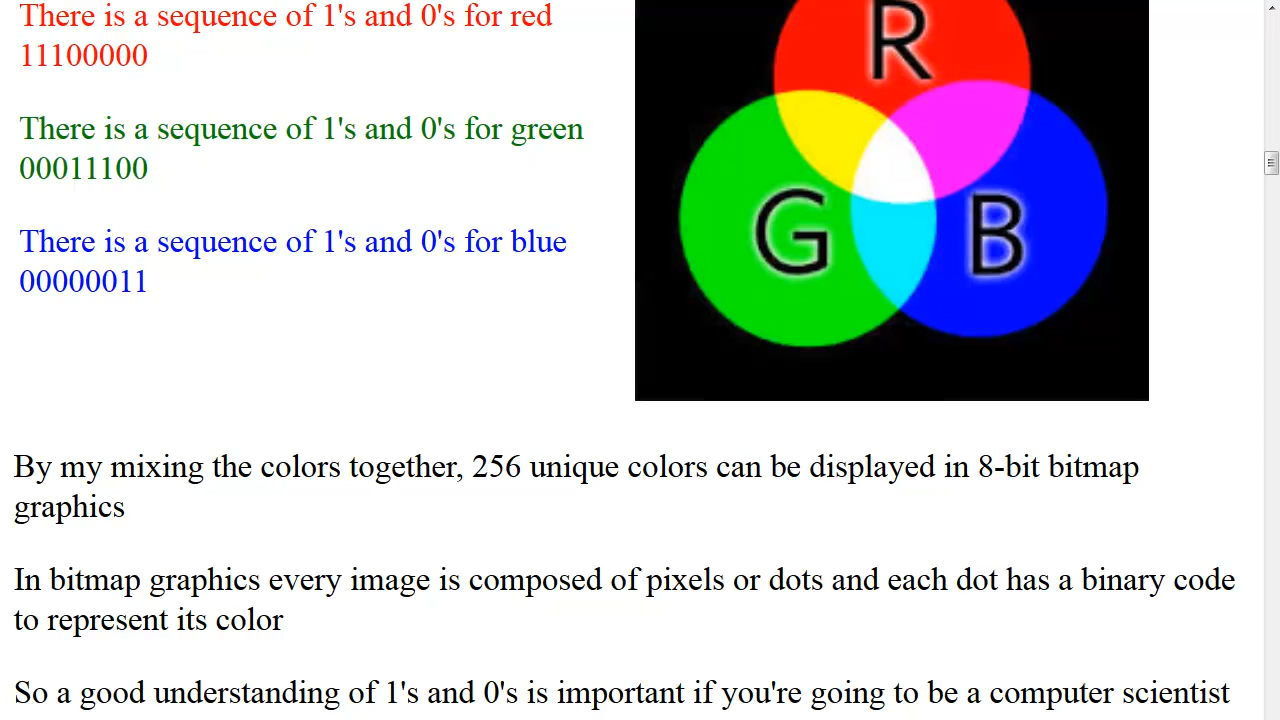 There is a sequence of 1's and 0's for red
11100000
There is a sequence of 1's and 0's for green
00011100
There is a sequence of 1's and 0's for blue
00000011
R
G
B
By my mixing the colors together, 256 unique colors can be displayed in 8-bit bitmap
graphics
In bitmap graphics every image is composed of pixels or dots and each dot has a binary code
to represent its color
So a good understanding of 1's and 0's is important if you're going to be a computer scientist